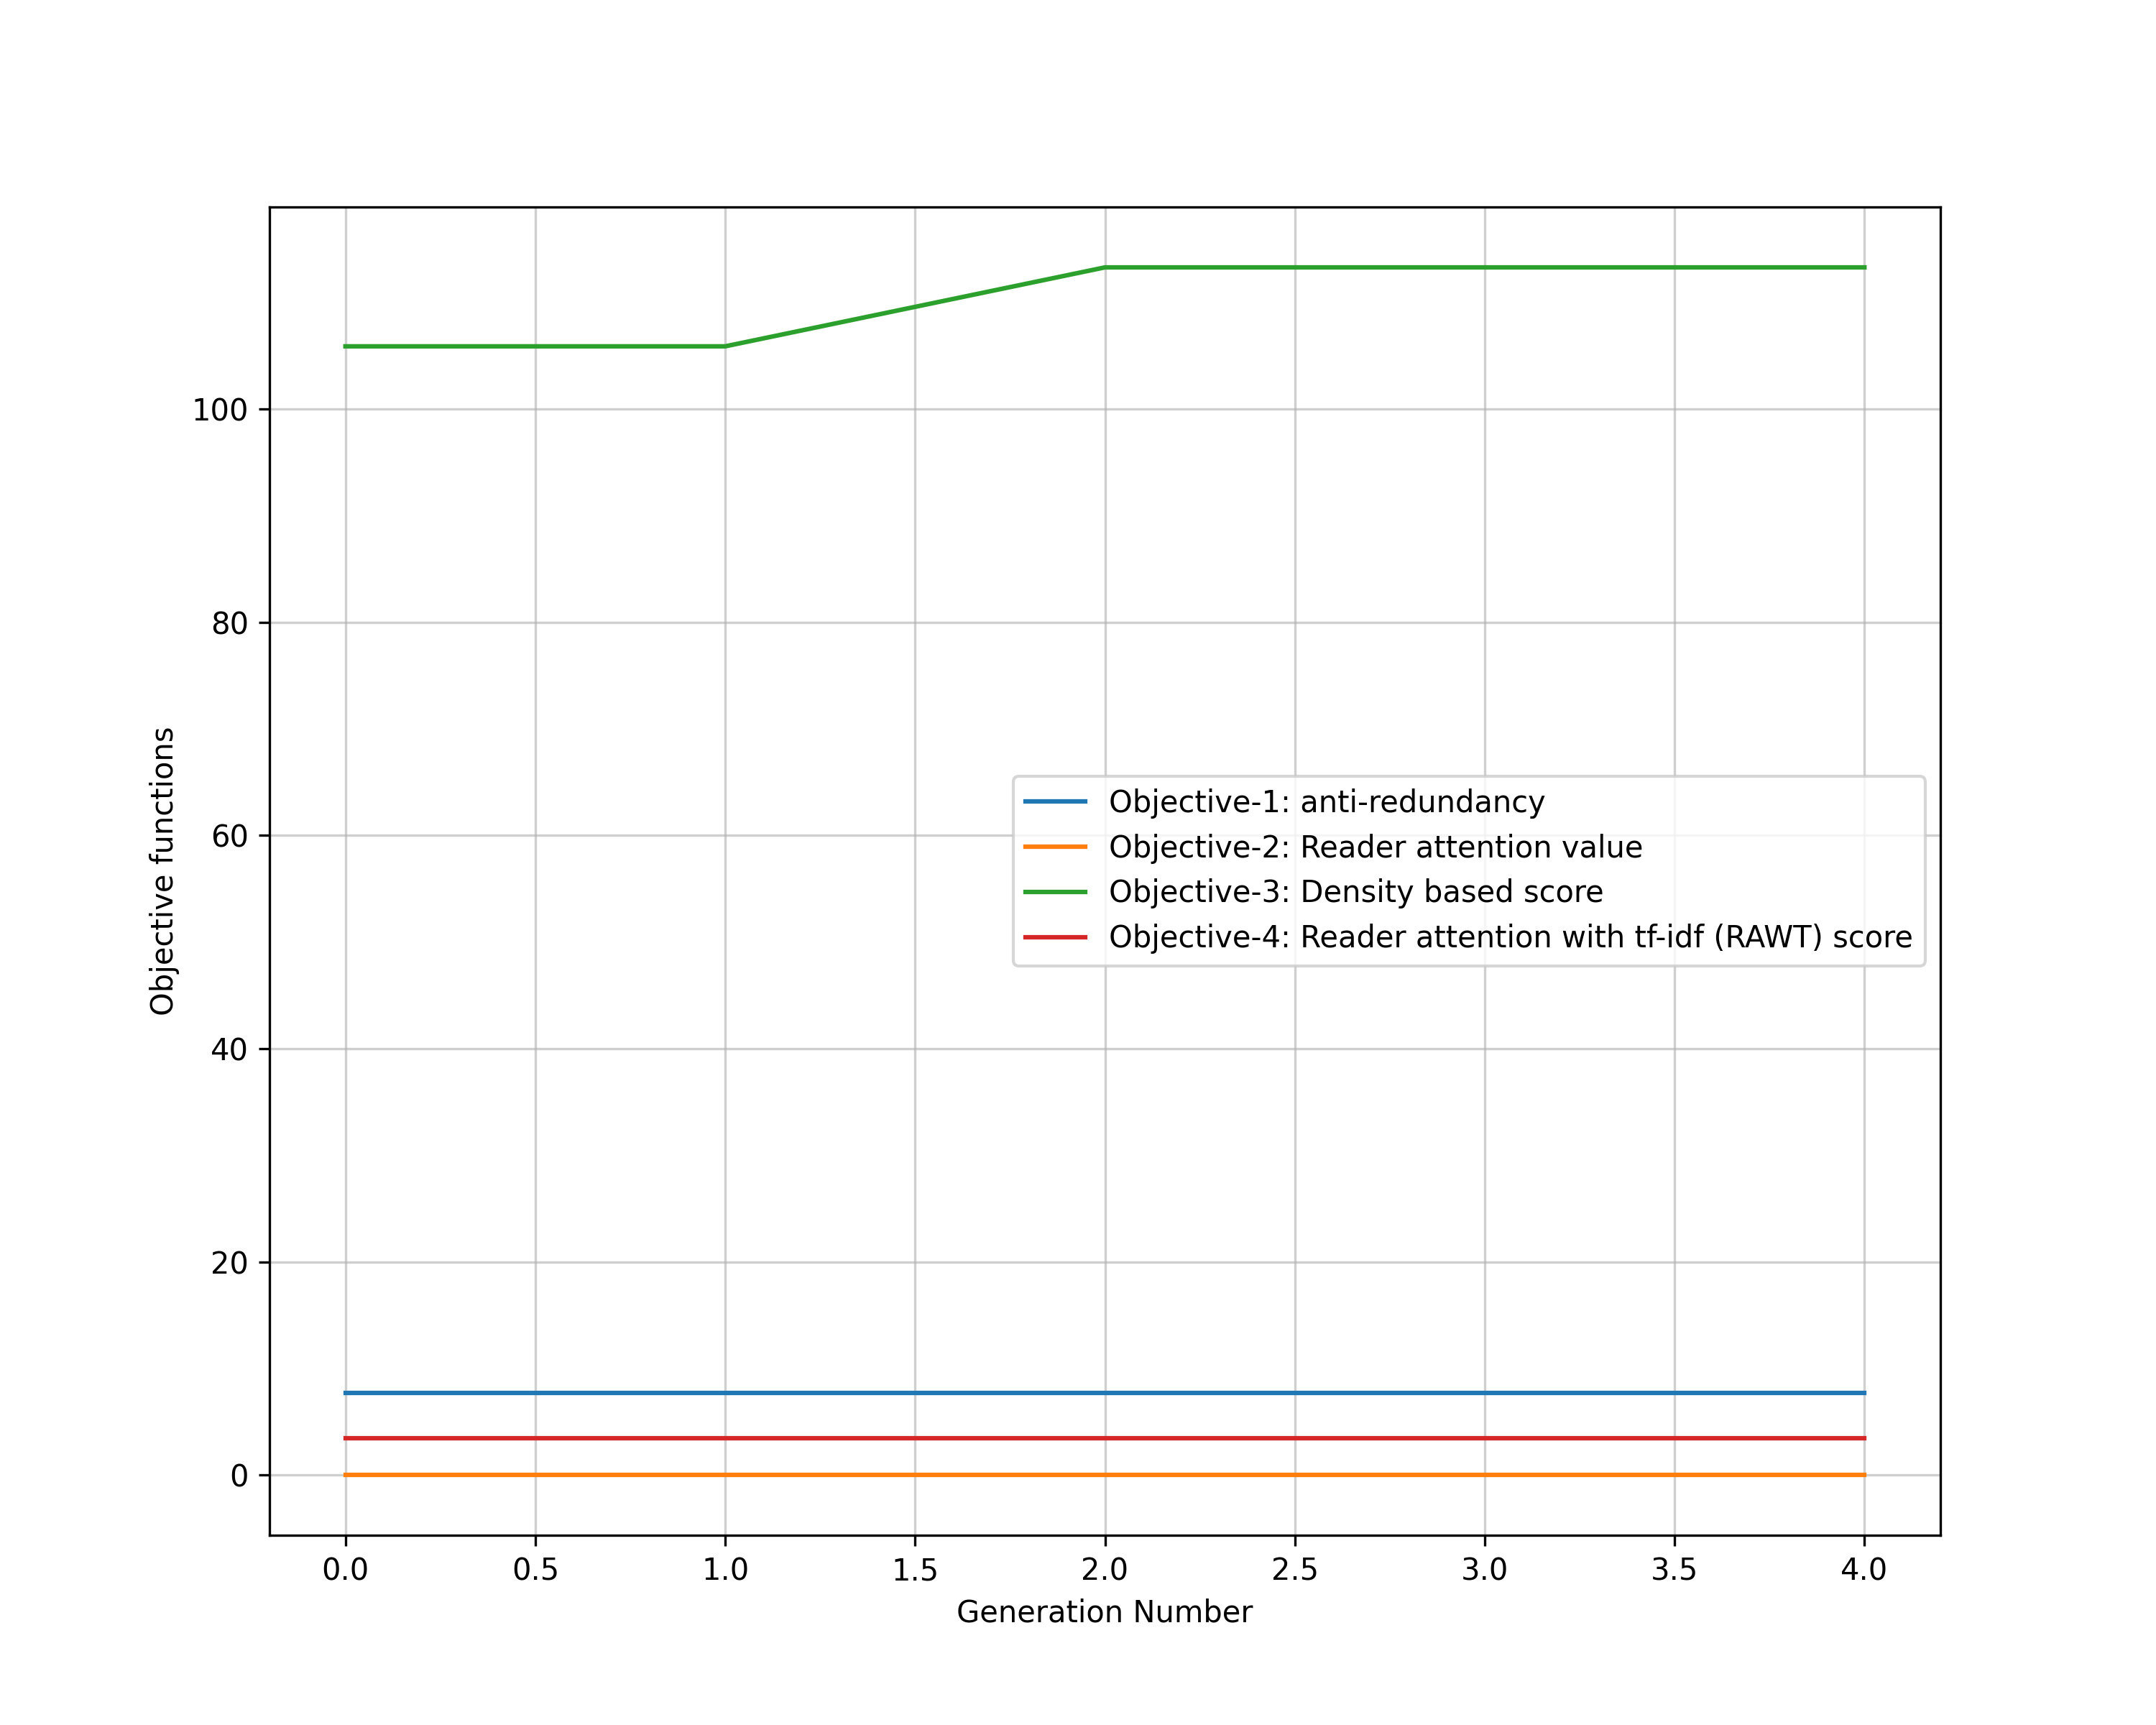 100
80
60
40
20
0
Objective functions
Objective-1: anti-redundancy
Objective-2: Reader attention value
Objective-3: Density based score
Objective-4: Reader attention with tf-idf (RAWT) score
0.0 0.5 1.0 1.5 2.0 2.5 3.0 3.5 4.0
Generation Number